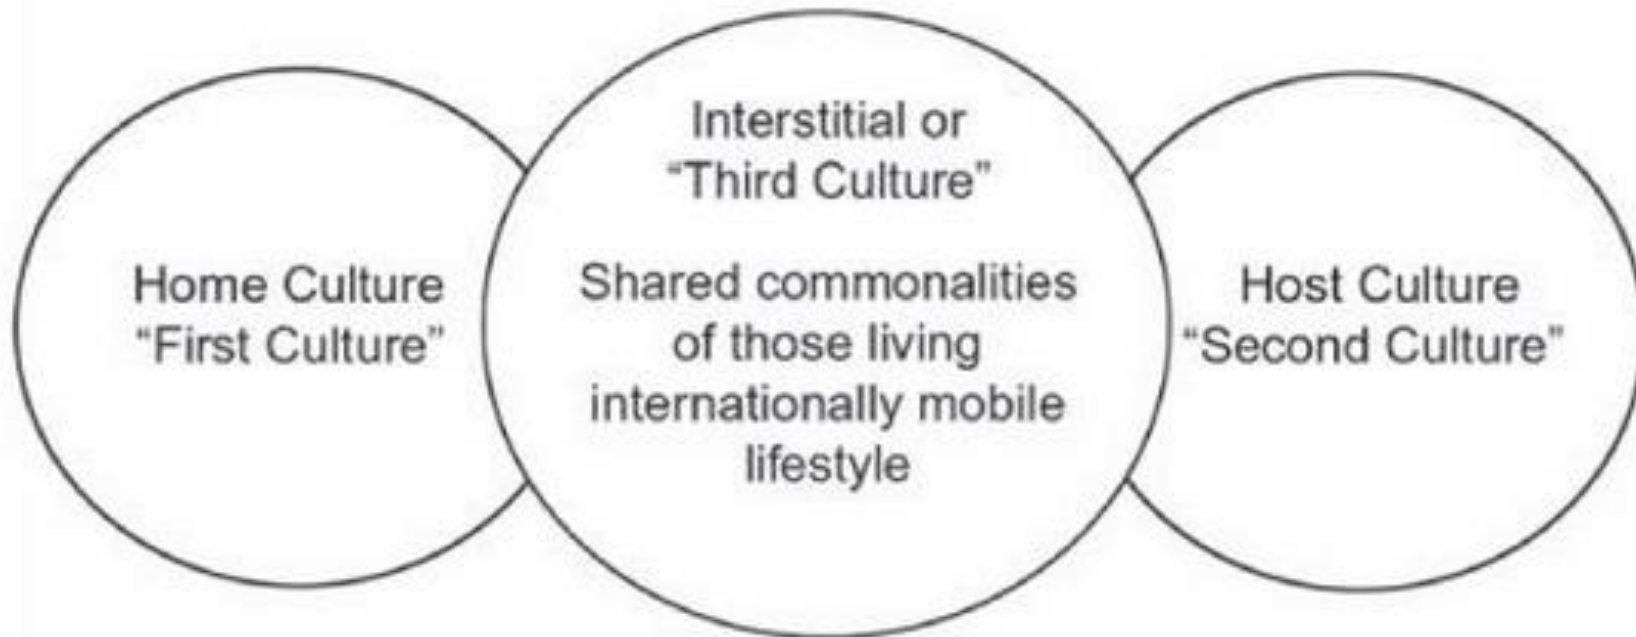 Home Culture
“First Culture”
Interstitial or
“Third Culture”
Shared commonalities
of those living
internationally mobile
lifestyle
Host Culture
“Second Culture”